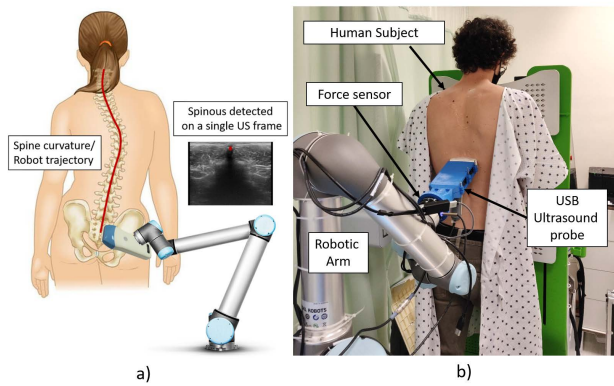 Spinous detected
on a single US frame
Spine curvature/
Robot trajectory
a)
Human Subject
Force sensor
USB
Ultrasound
probe
Robotic
Arm
ROBOTS
b)